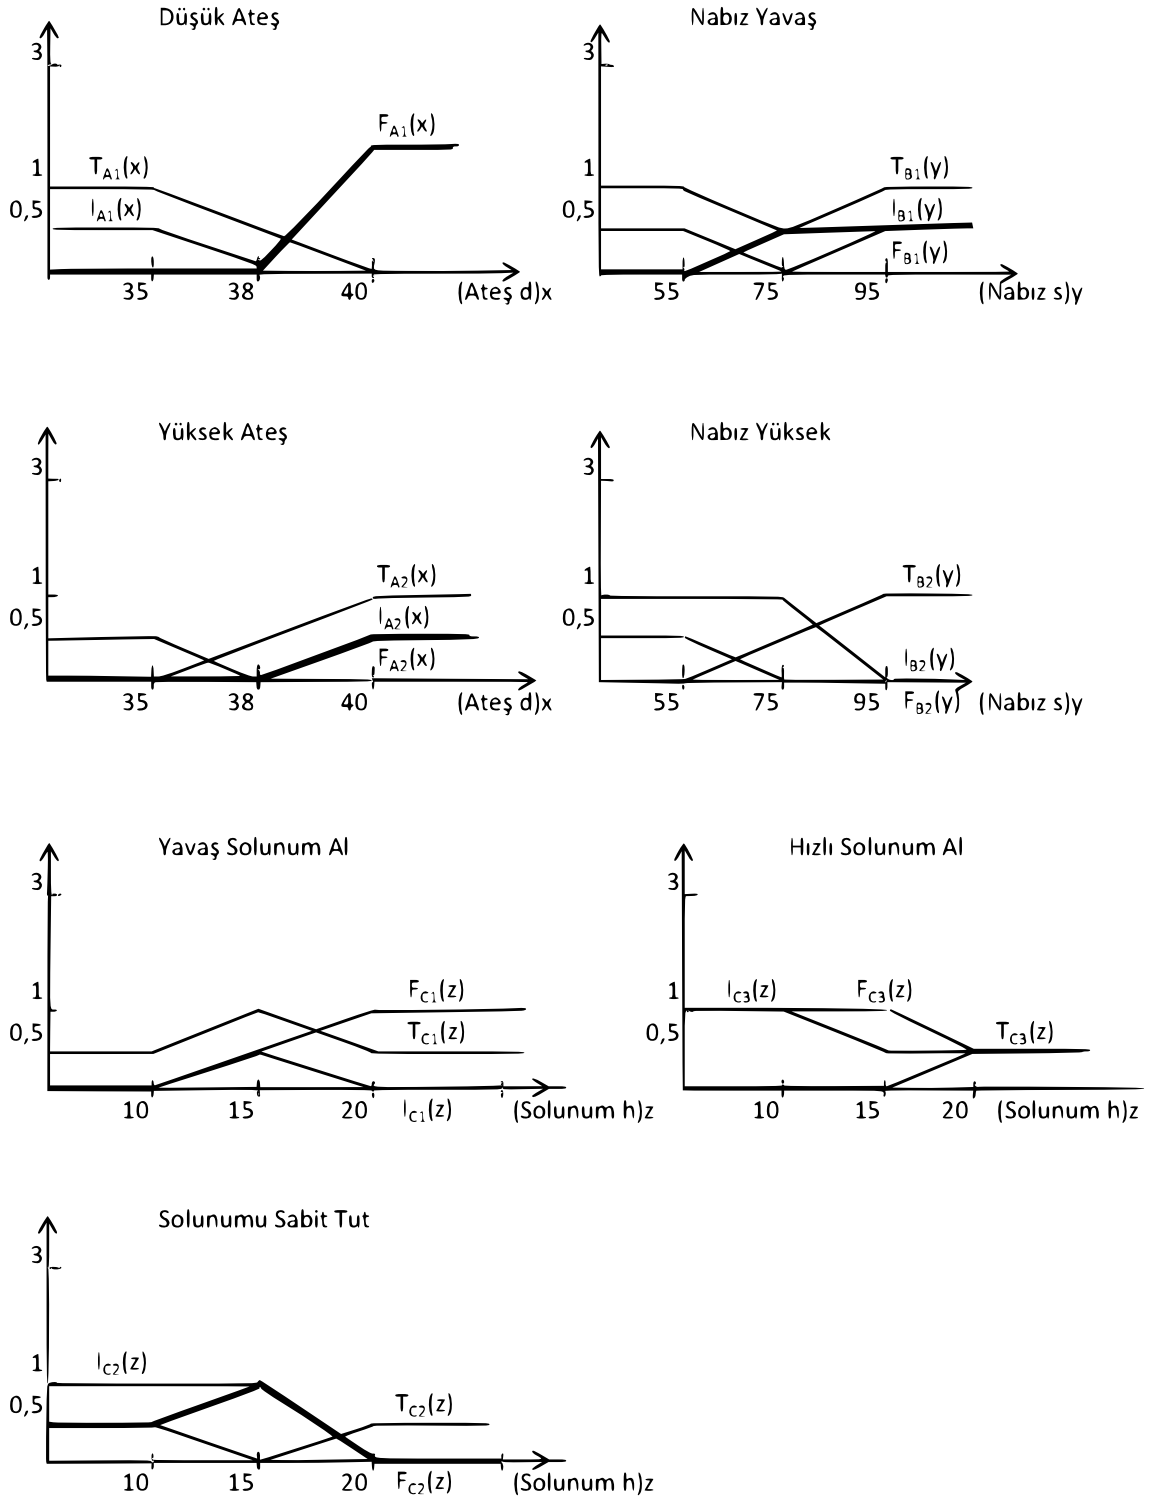 Düşük Ateş
3
F_A1(x)
1
T_A1(x)
0,5
I_A1(x)
35 38 40 (Ateş d)x
Nabız Yavaş
3
1
T_B1(y)
0,5
I_B1(y)
F_B1(y)
55 75 95 (Nabız s)y
Yüksek Ateş
3
1
T_A2(x)
0,5
I_A2(x)
F_A2(x)
35 38 40 (Ateş d)x
Nabız Yüksek
3
1
T_B2(y)
0,5
I_B2(y)
55 75 95 F_B2(y) (Nabız s)y
Yavaş Solunum Al
3
1
F_C1(z)
0,5
T_C1(z)
10 15 20 I_C1(z) (Solunum h)z
Hızlı Solunum Al
3
1
I_C3(z) F_C3(z)
0,5
T_C3(z)
10 15 20 (Solunum h)z
Solunumu Sabit Tut
3
1
I_C2(z)
0,5
T_C2(z)
10 15 20 F_C2(z) (Solunum h)z